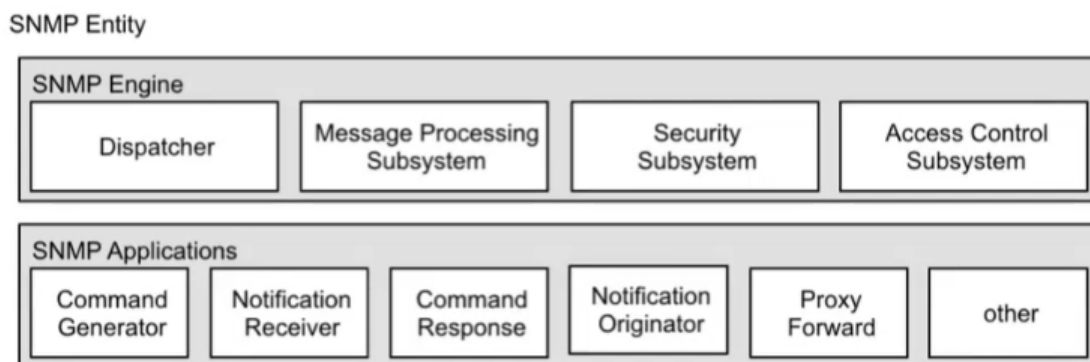 SNMP Entity
SNMP Engine
Dispatcher
Message Processing
Subsystem
Security
Subsystem
Access Control
Subsystem
SNMP Applications
Command
Generator
Notification
Receiver
Command
Response
Notification
Originator
Proxy
Forward
other